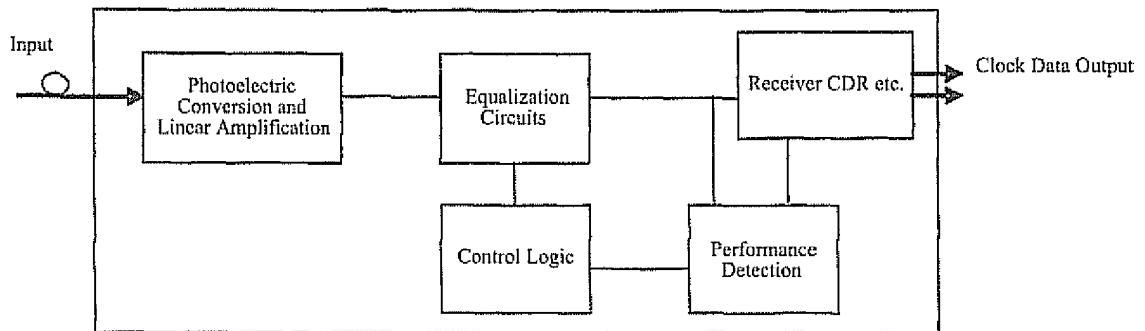 Input
Photoelectric
Conversion and
Linear Amplification
Equalization
Circuits
Receiver CDR etc.
Clock Data Output
Control Logic
Performance
Detection